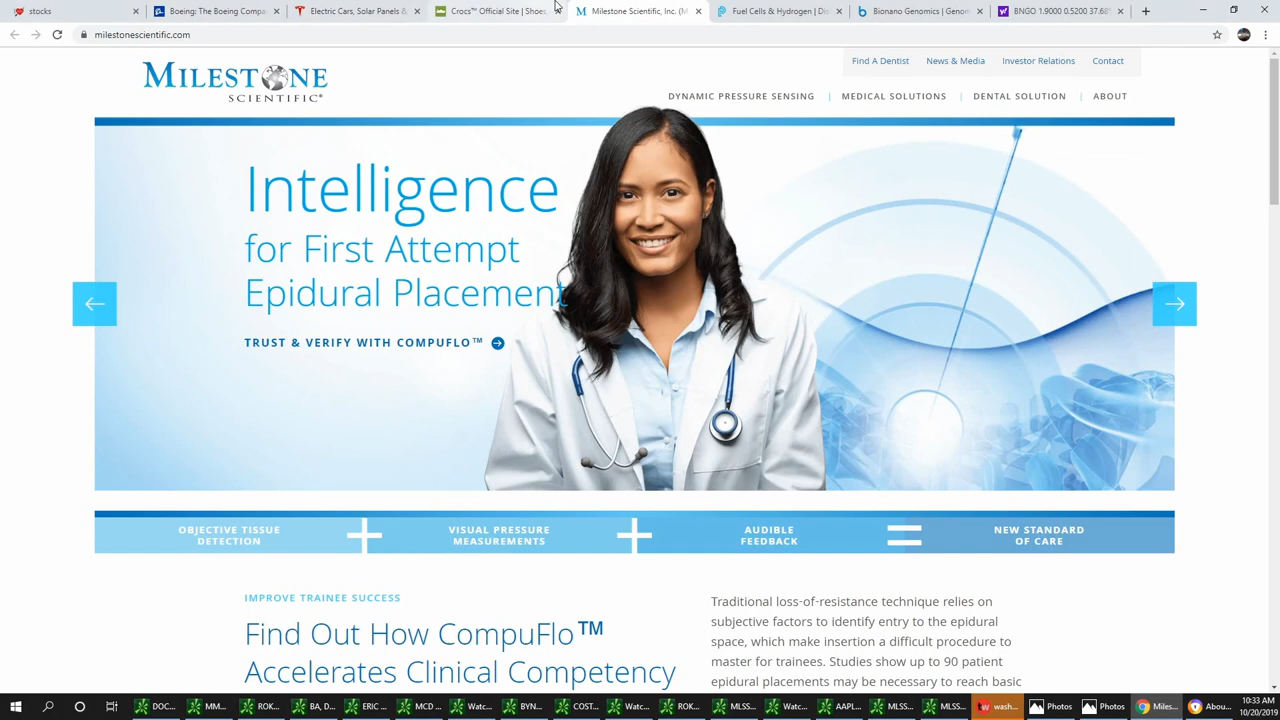 stocks
Boeing: The Boeing Compa
Electric Cars, Solar Panels &
Crocs™ Official Site | Shoes,
Milestone Scientific, Inc. (M
Fuel Cells & Hydrogen | Dis
Bionano Genomics | Genom
BNGO 1.9000 0.5200 37.68%
milestonescientific.com
MILESTONE
SCIENTIFIC®
Find A Dentist
News & Media
Investor Relations
Contact
DYNAMIC PRESSURE SENSING
MEDICAL SOLUTIONS
DENTAL SOLUTION
ABOUT
Intelligence
for First Attempt
Epidural Placement
TRUST & VERIFY WITH COMPUFLO™
OBJECTIVE TISSUE
DETECTION
VISUAL PRESSURE
MEASUREMENTS
AUDIBLE
FEEDBACK
NEW STANDARD
OF CARE
IMPROVE TRAINEE SUCCESS
Find Out How CompuFlo™
Accelerates Clinical Competency
Traditional loss-of-resistance technique relies on
subjective factors to identify entry to the epidural
space, which make insertion a difficult procedure to
master for trainees. Studies show up to 90 patient
epidural placements may be necessary to reach basic
DOC...
MM...
ROK...
BA, D...
ERIC ...
MCD ...
Watc...
BYN...
COST...
Watc...
ROK...
MLSS...
Watc...
AAPL...
MLSS...
MLSS...
wash...
Photos
Photos
Miles...
Abou...
10:33 AM
10/20/2019